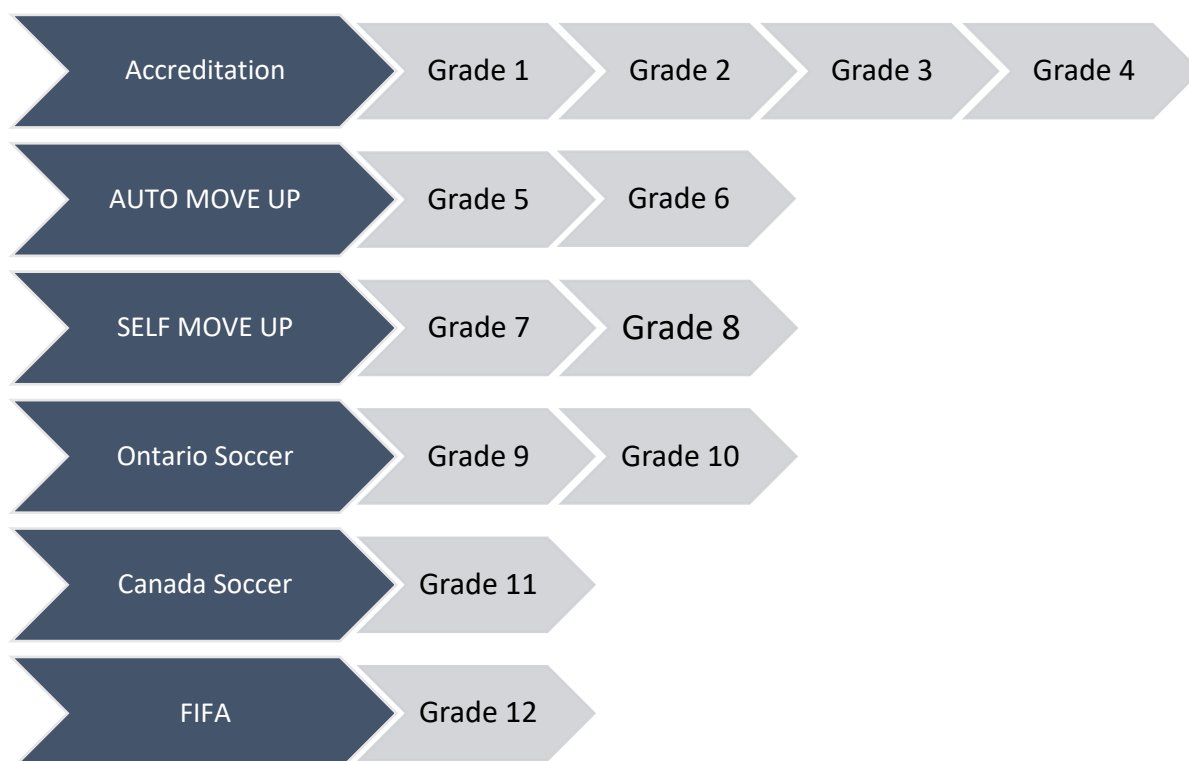 Accreditation Grade 1 Grade 2 Grade 3 Grade 4
AUTO MOVE UP Grade 5 Grade 6
SELF MOVE UP Grade 7 Grade 8
Ontario Soccer Grade 9 Grade 10
Canada Soccer Grade 11
FIFA Grade 12